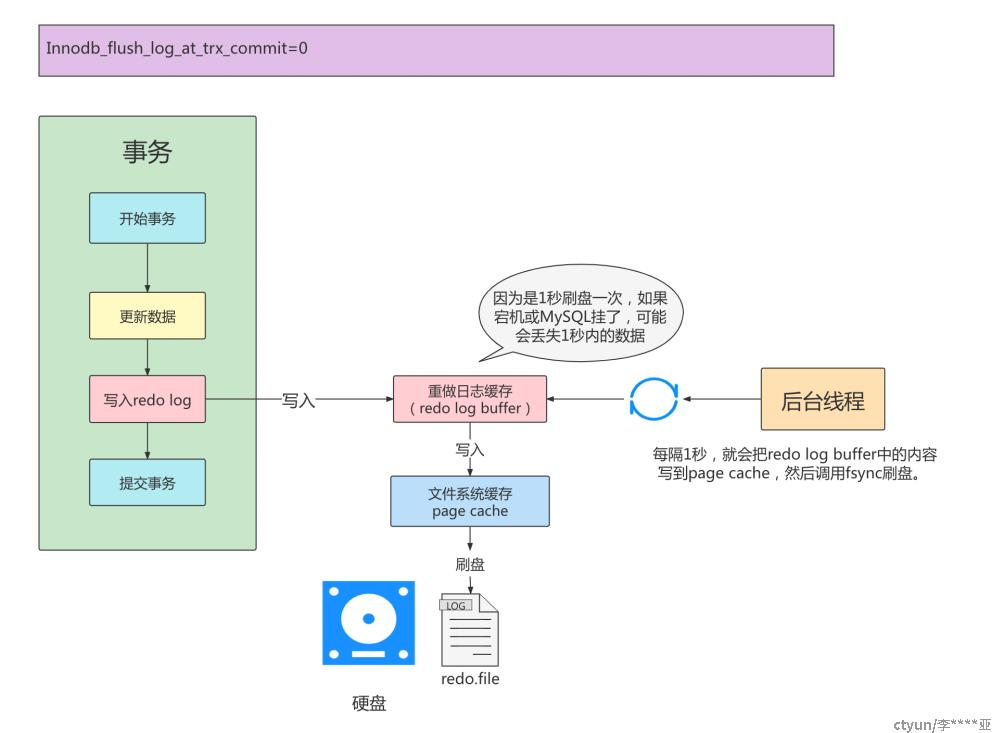 Innodb_flush_log_at_trx_commit=0
事务
开始事务
更新数据
写入redo log
提交事务
写入
因为是1秒刷盘一次，如果
宕机或MySQL挂了，可能
会丢失1秒内的数据
重做日志缓存
（redo log buffer）
写入
文件系统缓存
page cache
刷盘
LOG
redo.file
硬盘
后台线程
每隔1秒，就会把redo log buffer中的内容
写到page cache，然后调用fsync刷盘。
ctyun/李****亚